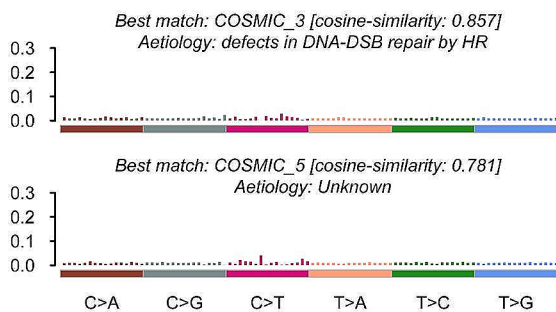 Best match: COSMIC_3 [cosine-similarity: 0.857]
Aetiology: defects in DNA-DSB repair by HR
0.3
0.2
0.1
0.0
Best match: COSMIC_5 [cosine-similarity: 0.781]
Aetiology: Unknown
0.3
0.2
0.1
0.0
C>A C>G C>T T>A T>C T>G